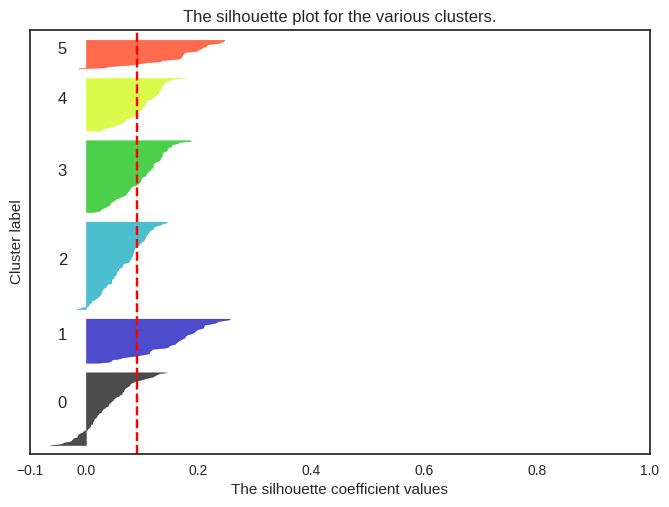 The silhouette plot for the various clusters.
5
4
3
2
1
0
Cluster label
−0.1 0.0 0.2 0.4 0.6 0.8 1.0
The silhouette coefficient values